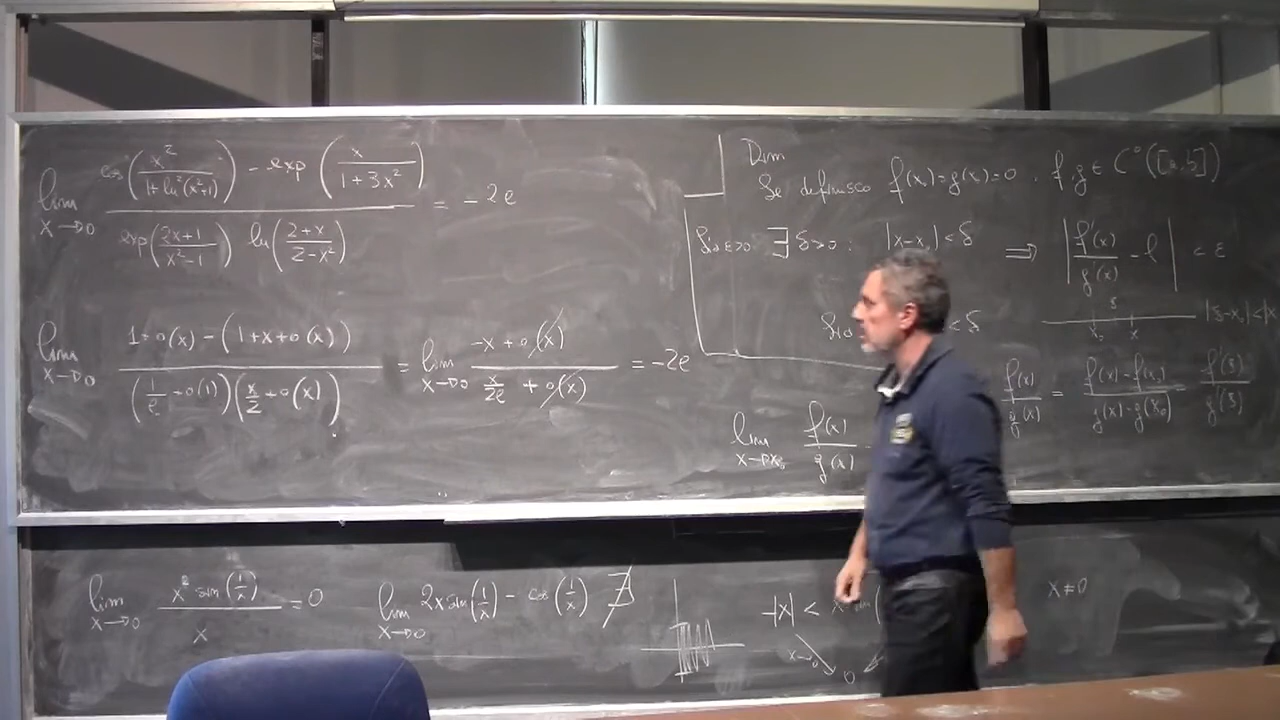 lim x→0 (cos(x²/(1+ln²(x²+1))) - exp(x/(1+3x²))) / (exp((2x+1)/(x²-1)) ln((2+x)/(2-x²))) = -2e
lim x→0 (1+o(x) - (1+x+o(x))) / ((1/e + o(1))(x/2 + o(x))) = lim x→0 (-x + o(x)) / (x/2e + o(x)) = -2e
Dim
Se definisco f(x₀)=g(x₀)=0, f,g ∈ C⁰([a,b])
ε>0 ∃ δ>0 : |x-x₀|<δ ⟹ |f'(x)/g'(x) - l| < ε
< δ
ξ
x₀ x
|ξ-x₀|<|x
f(x)/g(x) = (f(x)-f(x₀))/(g(x)-g(x₀)) = f'(ξ)/g'(ξ)
lim x→x₀ f(x)/g(x)
lim x→0 (x² sin(1/x))/x = 0
lim x→0 2x sin(1/x) - cos(1/x) ∄
-|x| <
x→0
0
x≠0